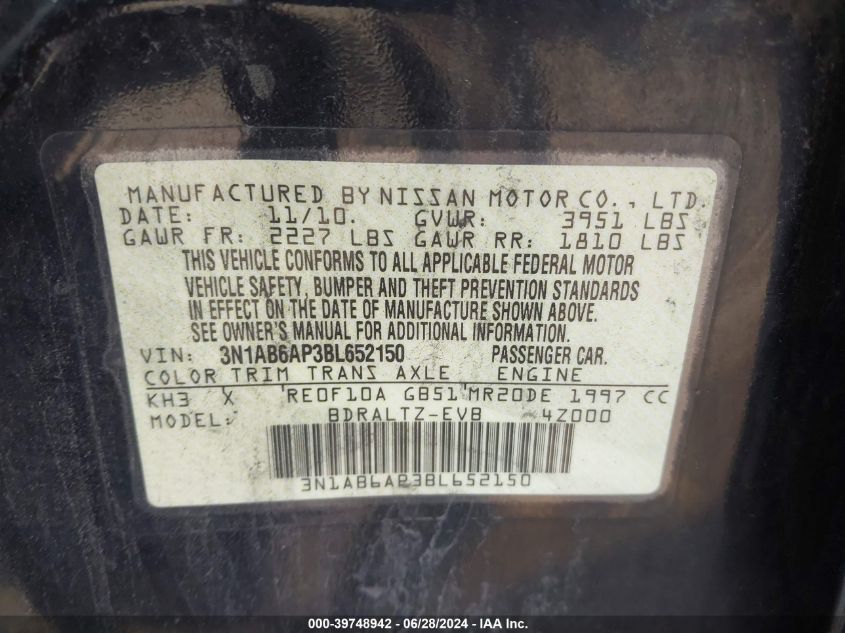 MANUFACTURED BY NISSAN MOTOR CO., LTD.
DATE: 11/10. GVWR: 3951 LBS
GAWR FR: 2227 LBS GAWR RR: 1810 LBS
THIS VEHICLE CONFORMS TO ALL APPLICABLE FEDERAL MOTOR
VEHICLE SAFETY, BUMPER AND THEFT PREVENTION STANDARDS
IN EFFECT ON THE DATE OF MANUFACTURE SHOWN ABOVE.
SEE OWNER'S MANUAL FOR ADDITIONAL INFORMATION.
VIN: 3N1AB6AP3BL652150 PASSENGER CAR.
COLOR TRIM TRANS AXLE ENGINE
KH3 X RE0F10A GB51 MR20DE 1997 CC
MODEL: BDRALTZ-EVB 4Z000
3N1AB6AP3BL652150
000-39748942 / 06/28/2024 - IAA Inc.